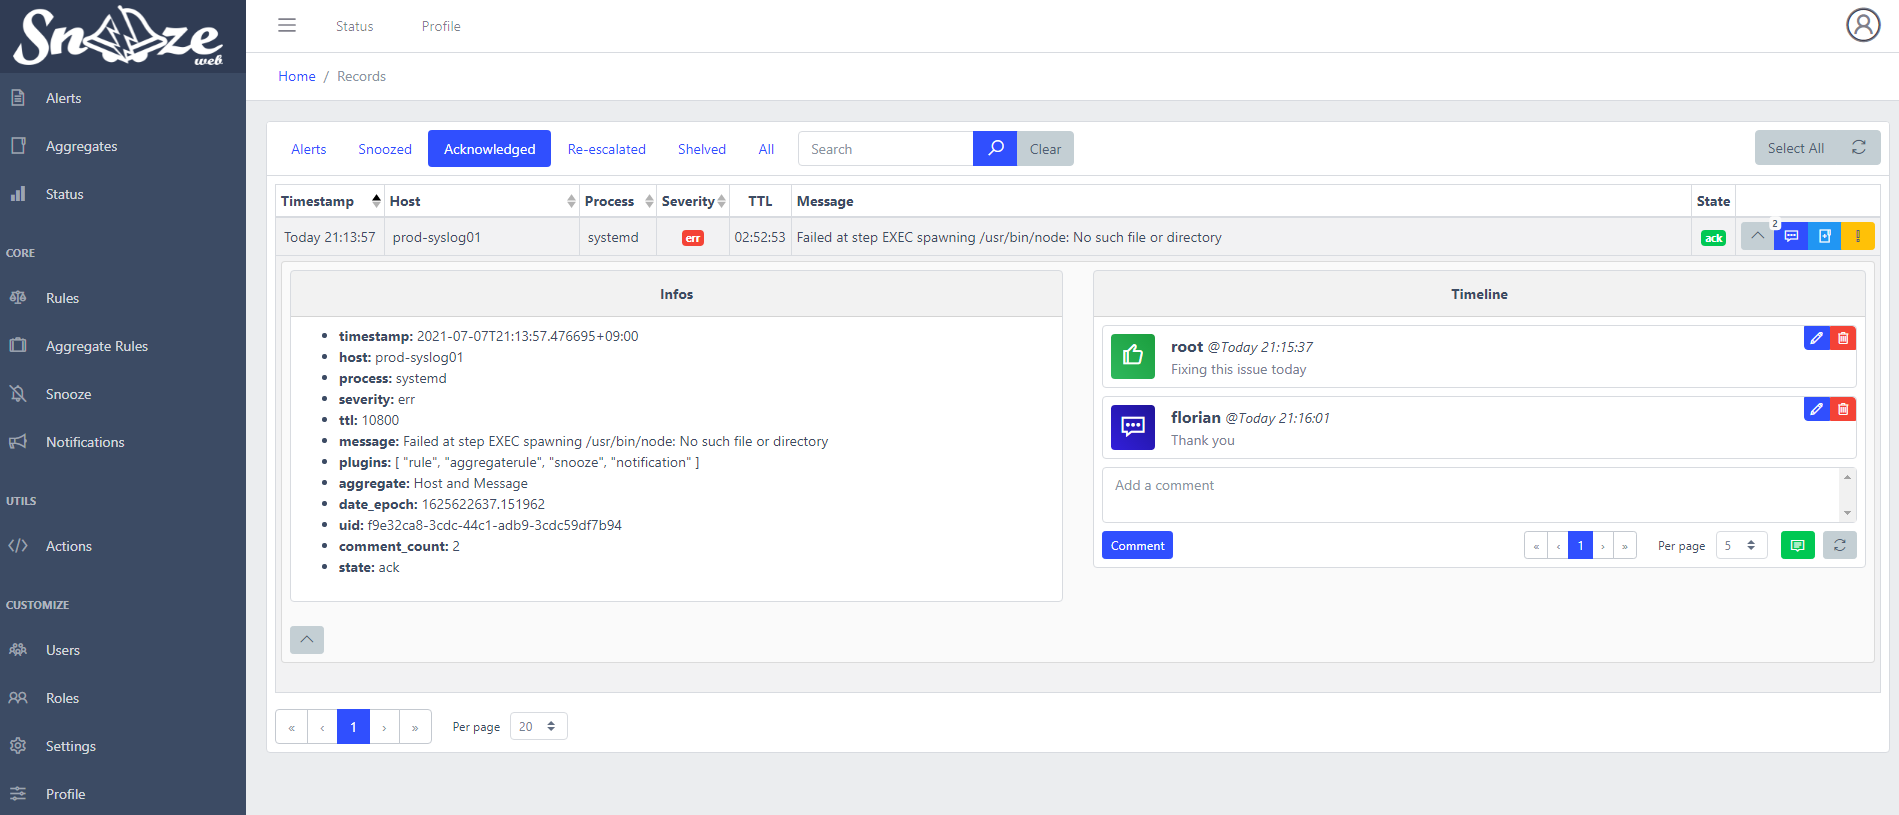 Snooze
web
Status Profile
Home / Records
Alerts
Aggregates
Status
CORE
Rules
Aggregate Rules
Snooze
Notifications
UTILS
Actions
CUSTOMIZE
Users
Roles
Settings
Profile
Alerts Snoozed Acknowledged Re-escalated Shelved All Search Clear Select All
Timestamp Host Process Severity TTL Message State
Today 21:13:57 prod-syslog01 systemd err 02:52:53 Failed at step EXEC spawning /usr/bin/node: No such file or directory ack 2
Infos
• timestamp: 2021-07-07T21:13:57.476695+09:00
• host: prod-syslog01
• process: systemd
• severity: err
• ttl: 10800
• message: Failed at step EXEC spawning /usr/bin/node: No such file or directory
• plugins: [ "rule", "aggregaterule", "snooze", "notification" ]
• aggregate: Host and Message
• date_epoch: 1625622637.151962
• uid: f9e32ca8-3cdc-44c1-adb9-3cdc59df7b94
• comment_count: 2
• state: ack
Timeline
root @Today 21:15:37
Fixing this issue today
florian @Today 21:16:01
Thank you
Add a comment
Comment « ‹ 1 › » Per page 5
« ‹ 1 › » Per page 20